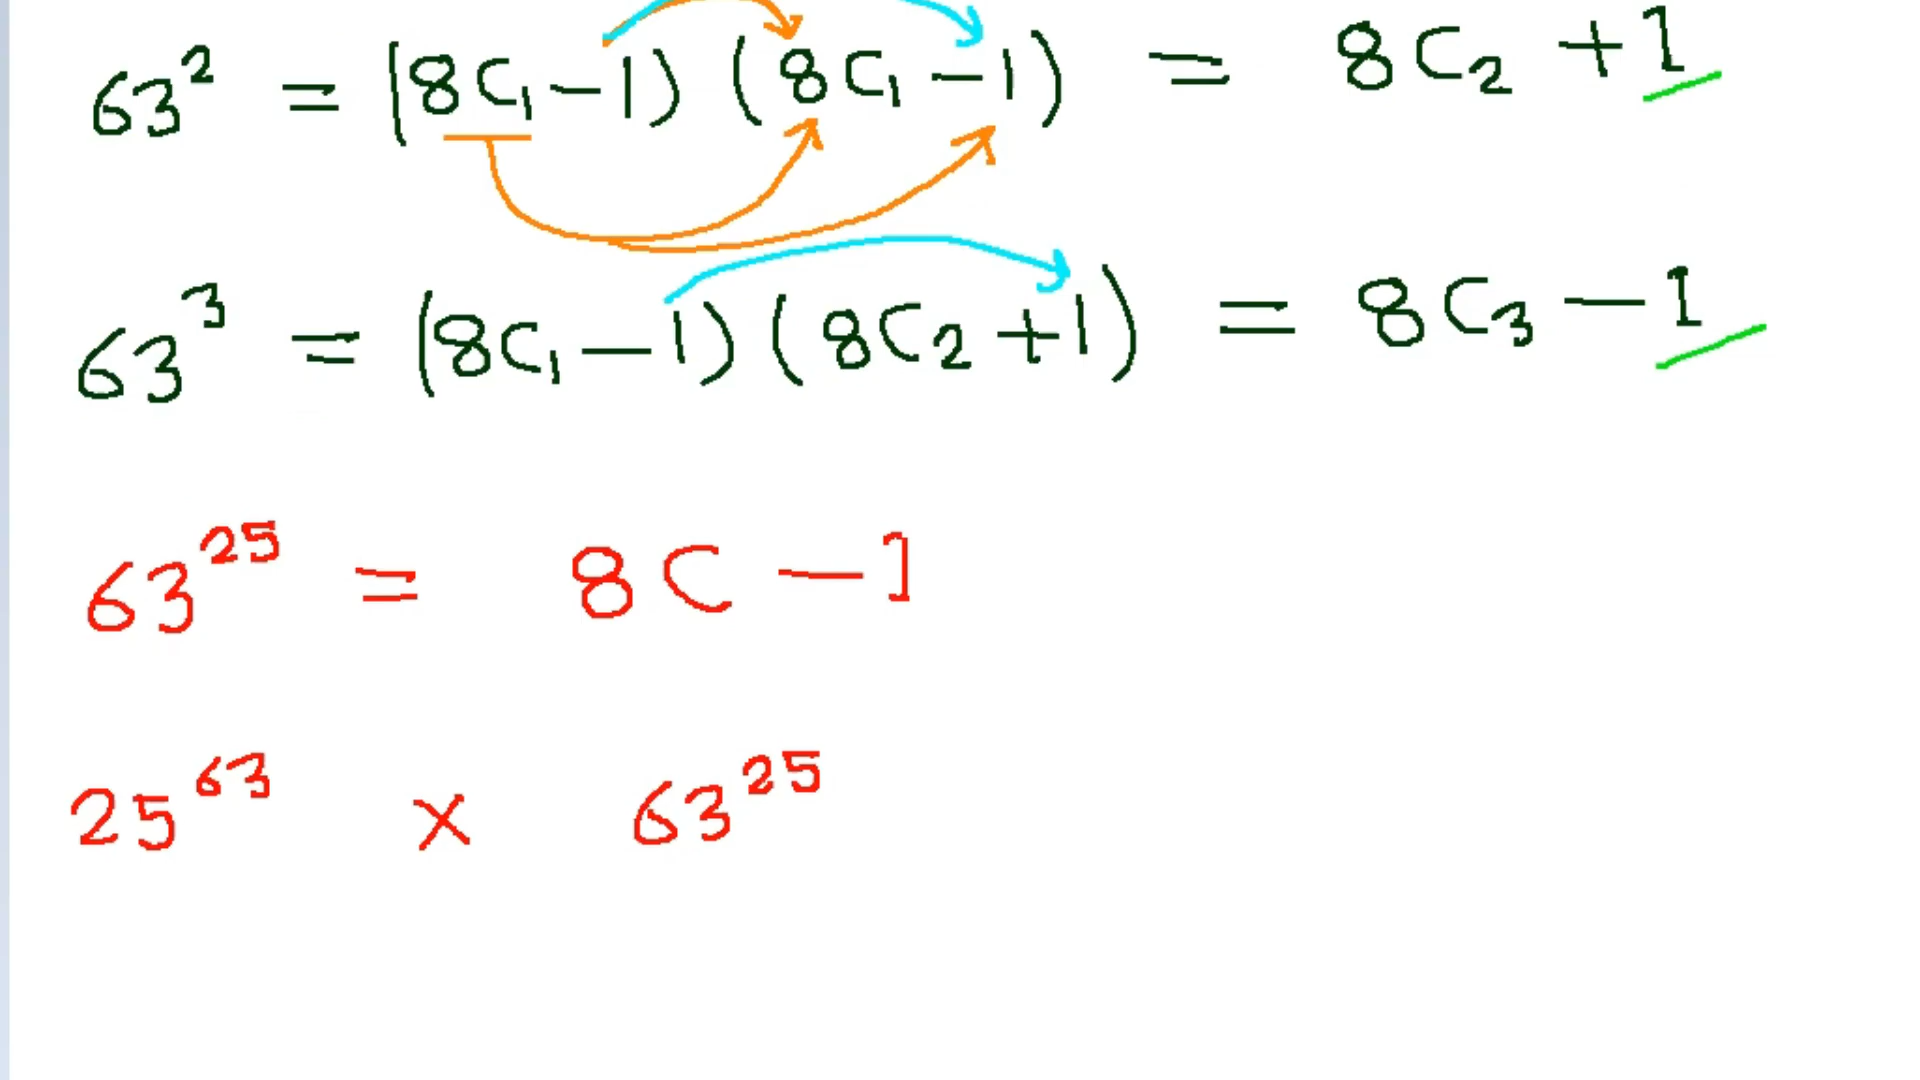 63² = (8C₁ − 1) (8C₁ − 1) = 8C₂ + 1
63³ = (8C₁ − 1) (8C₂ + 1) = 8C₃ − 1
63²⁵ = 8C − 1
25⁶³ × 63²⁵